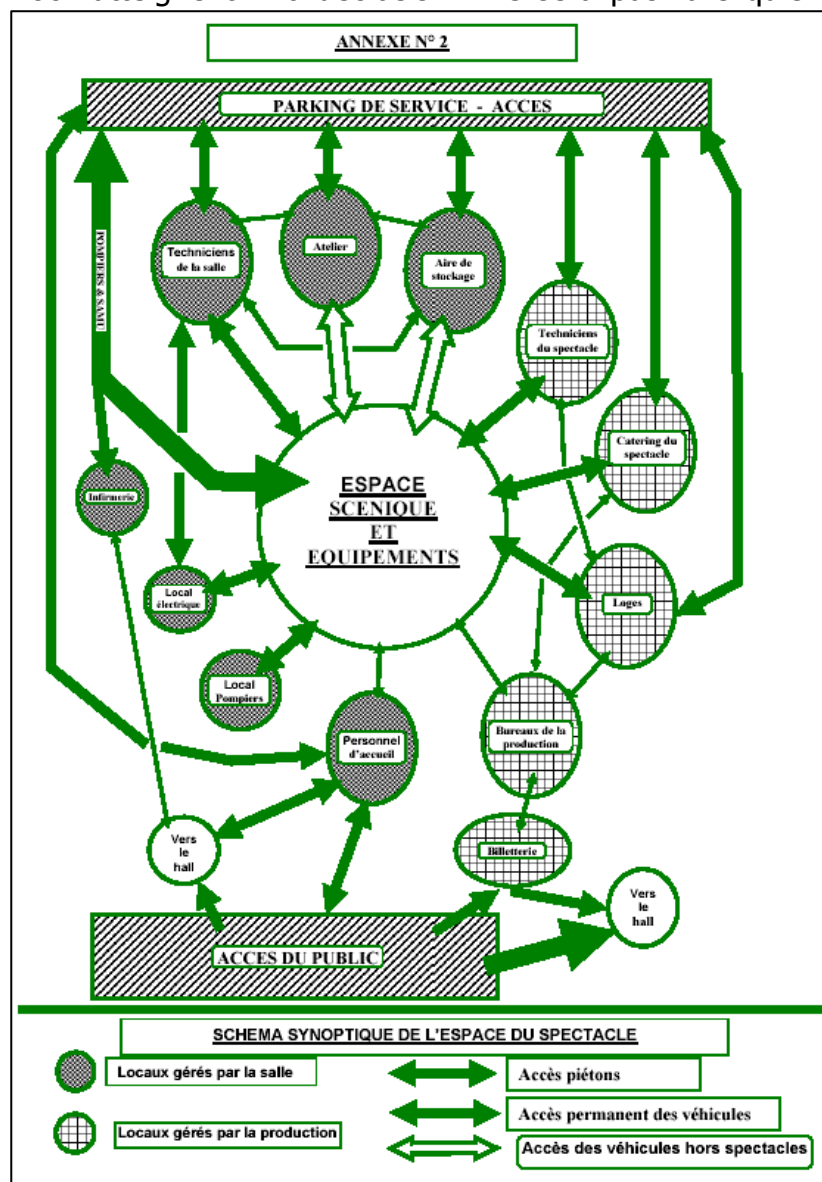 ANNEXE N° 2
PARKING DE SERVICE - ACCES
POMPIERS & SAMU
Techniciens
de la salle
Atelier
Aire de
stockage
Techniciens
du spectacle
Catering du
spectacle
Infirmerie
ESPACE
SCENIQUE
ET
EQUIPEMENTS
Local
électrique
Loges
Local
Pompiers
Personnel
d'accueil
Bureaux de la
production
Vers
le
hall
Billetterie
Vers
le
hall
ACCES DU PUBLIC
SCHEMA SYNOPTIQUE DE L'ESPACE DU SPECTACLE
Locaux gérés par la salle
Accès piétons
Accès permanent des véhicules
Locaux gérés par la production
Accès des véhicules hors spectacles